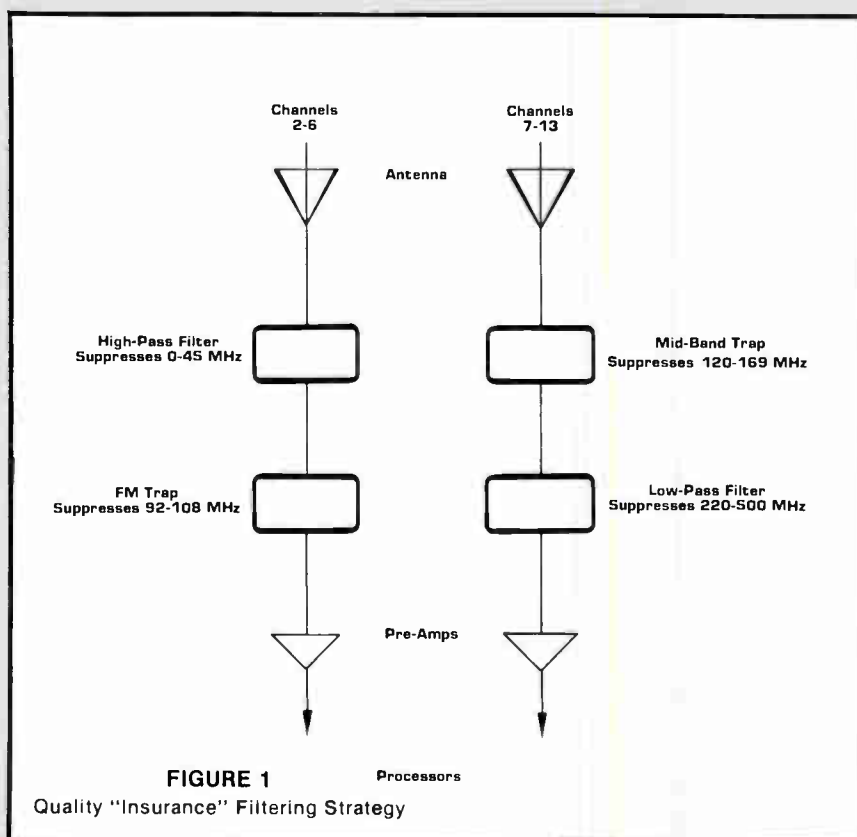 Channels
2-6
Channels
7-13
Antenna
High-Pass Filter
Suppresses 0-45 MHz
Mid-Band Trap
Suppresses 120-169 MHz
FM Trap
Suppresses 92-108 MHz
Low-Pass Filter
Suppresses 220-500 MHz
Pre-Amps
FIGURE 1
Processors
Quality "Insurance" Filtering Strategy